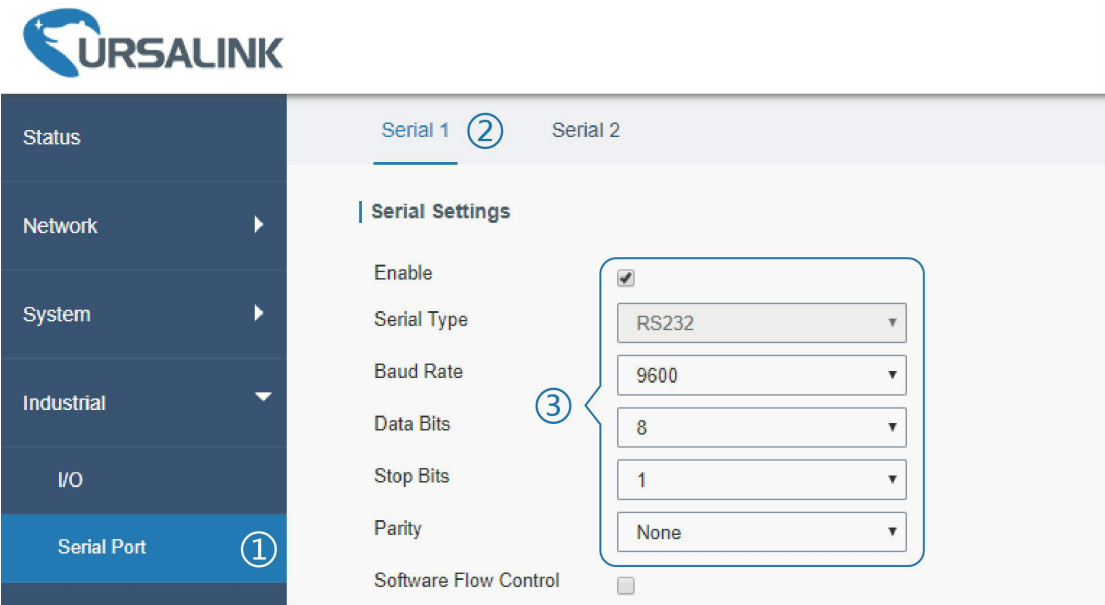 URSALINK
Status
Network
System
Industrial
I/O
Serial Port ①
Serial 1 ② Serial 2
Serial Settings
Enable
Serial Type RS232
Baud Rate 9600
③
Data Bits 8
Stop Bits 1
Parity None
Software Flow Control